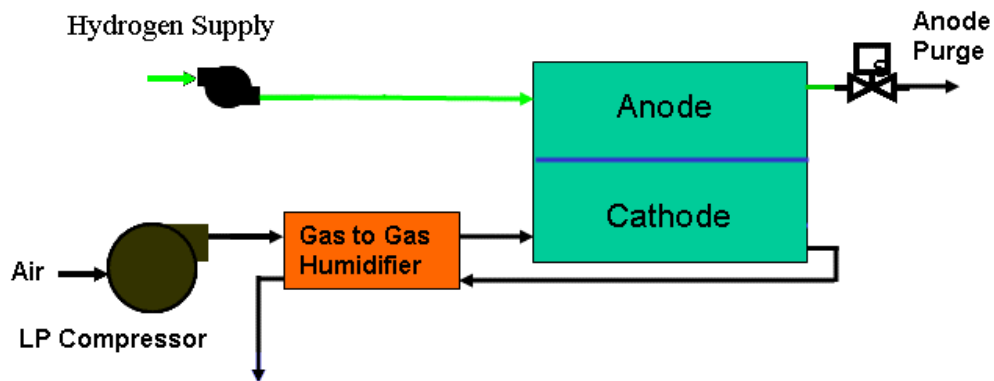 Hydrogen Supply
Anode
Purge
Anode
Cathode
Gas to Gas
Humidifier
Air
LP Compressor
S